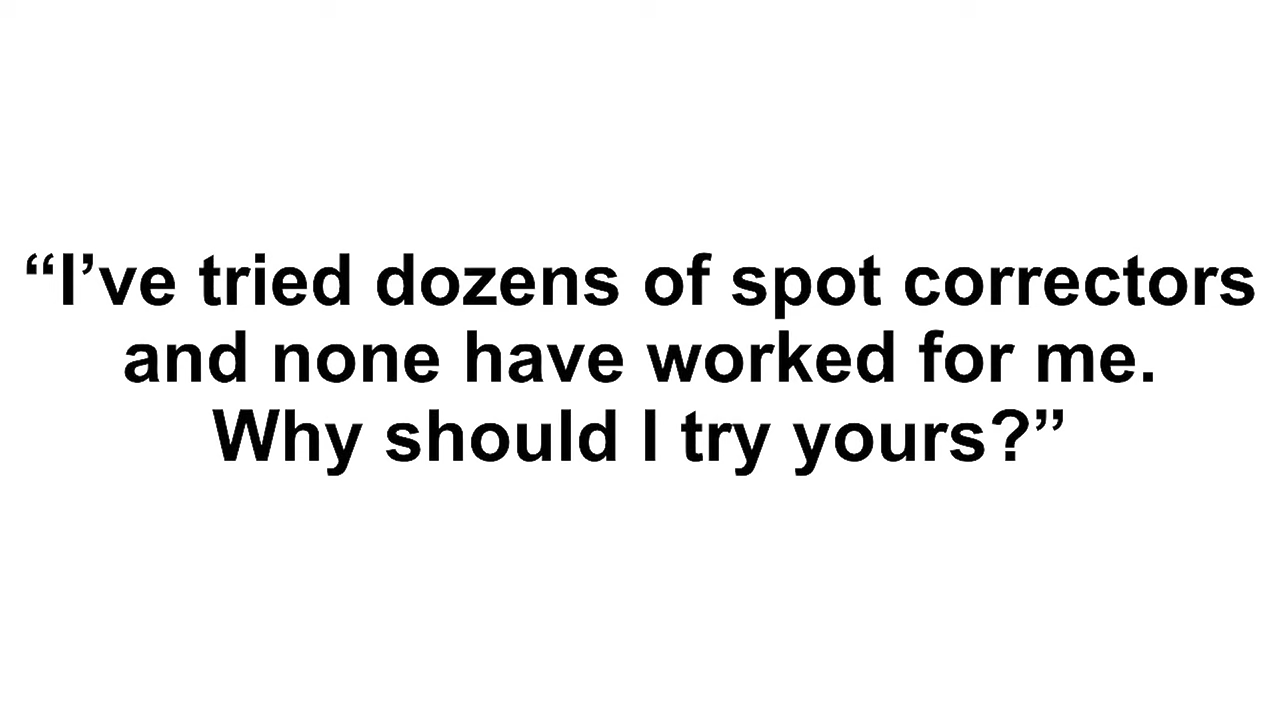 “I’ve tried dozens of spot correctors
and none have worked for me.
Why should I try yours?”